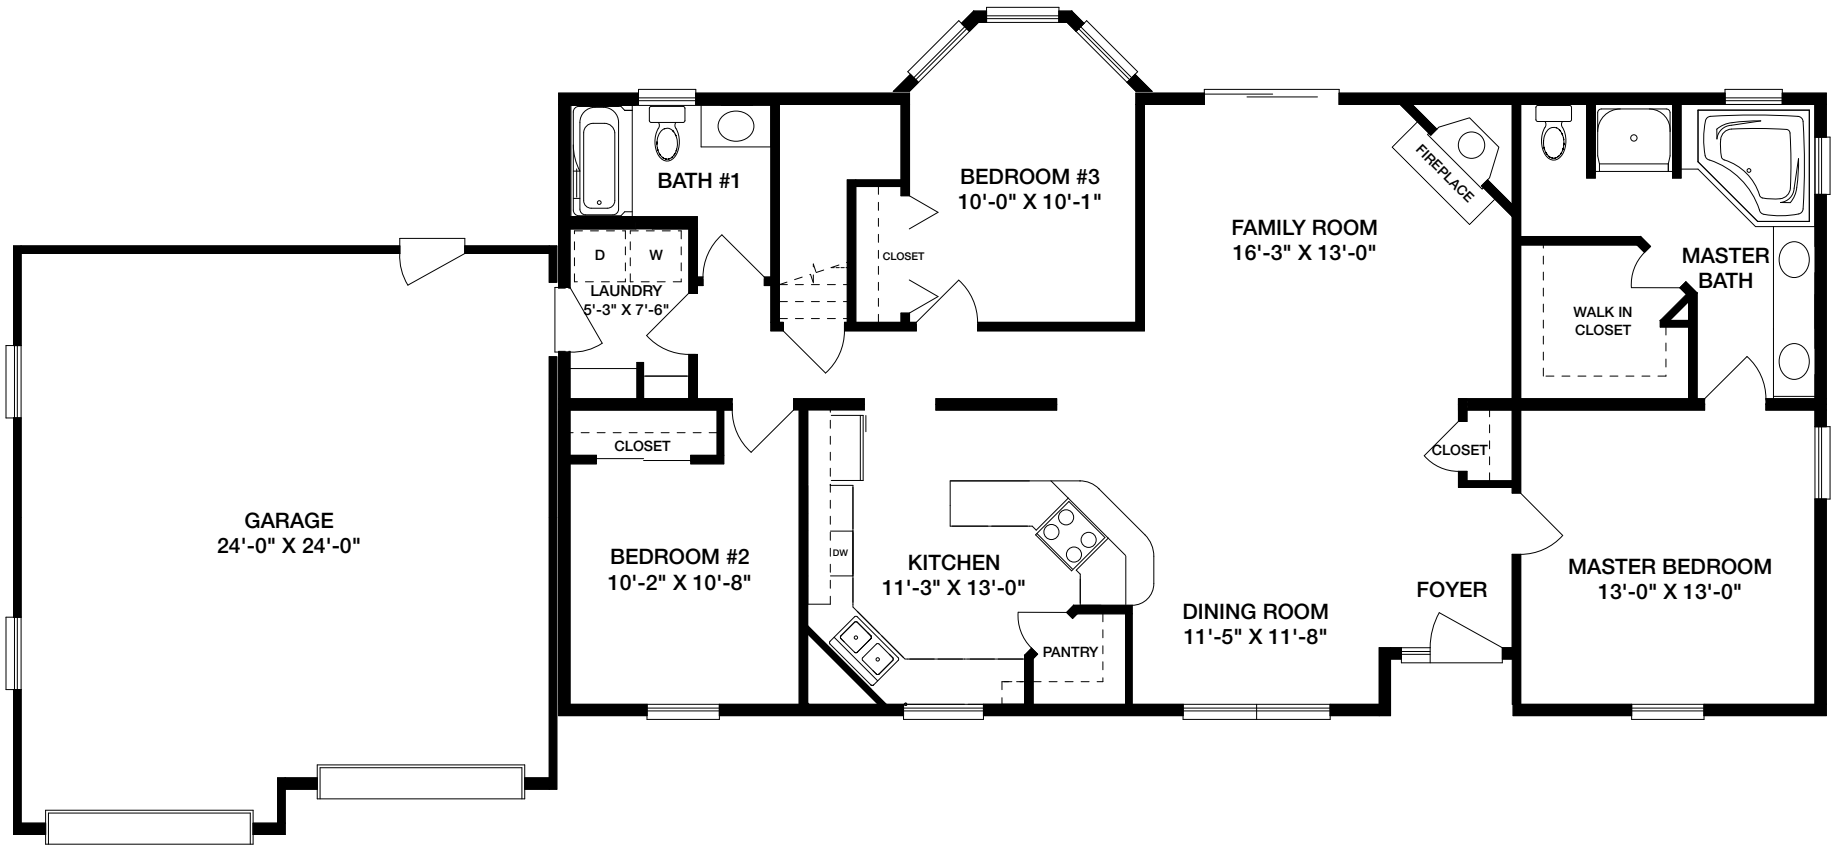 BATH #1
BEDROOM #3
10'-0" X 10'-1"
FIREPLACE
FAMILY ROOM
16'-3" X 13'-0"
D
W
CLOSET
MASTER
BATH
LAUNDRY
5'-3" X 7'-6"
WALK IN
CLOSET
CLOSET
CLOSET
GARAGE
24'-0" X 24'-0"
BEDROOM #2
10'-2" X 10'-8"
DW
KITCHEN
11'-3" X 13'-0"
MASTER BEDROOM
13'-0" X 13'-0"
FOYER
DINING ROOM
11'-5" X 11'-8"
PANTRY